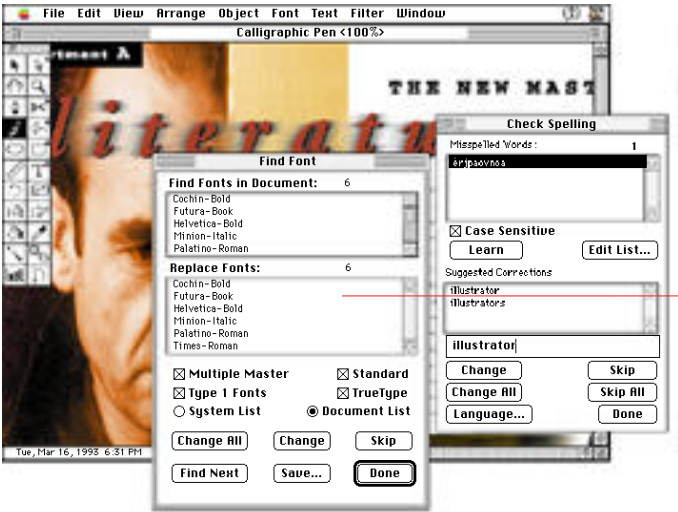 File Edit View Arrange Object Font Text Filter Window
Calligraphic Pen <100%>
rtment A
THE NEW MAST
literatu
Check Spelling
Misspelled Words: 1
Case Sensitive
Learn Edit List...
Suggested Corrections
illustrator
illustrators
illustrator
Change Skip
Change All Skip All
Language... Done
Find Font
Find Fonts in Document: 6
Cochin-Bold
Futura-Book
Helvetica-Bold
Minion-Italic
Palatino-Roman
Replace Fonts: 6
Cochin-Bold
Futura-Book
Helvetica-Bold
Minion-Italic
Palatino-Roman
Times-Roman
Multiple Master Standard
Type 1 Fonts TrueType
System List Document List
Change All Change Skip
Find Next Save... Done
Tue, Mar 16, 1993 6:31 PM